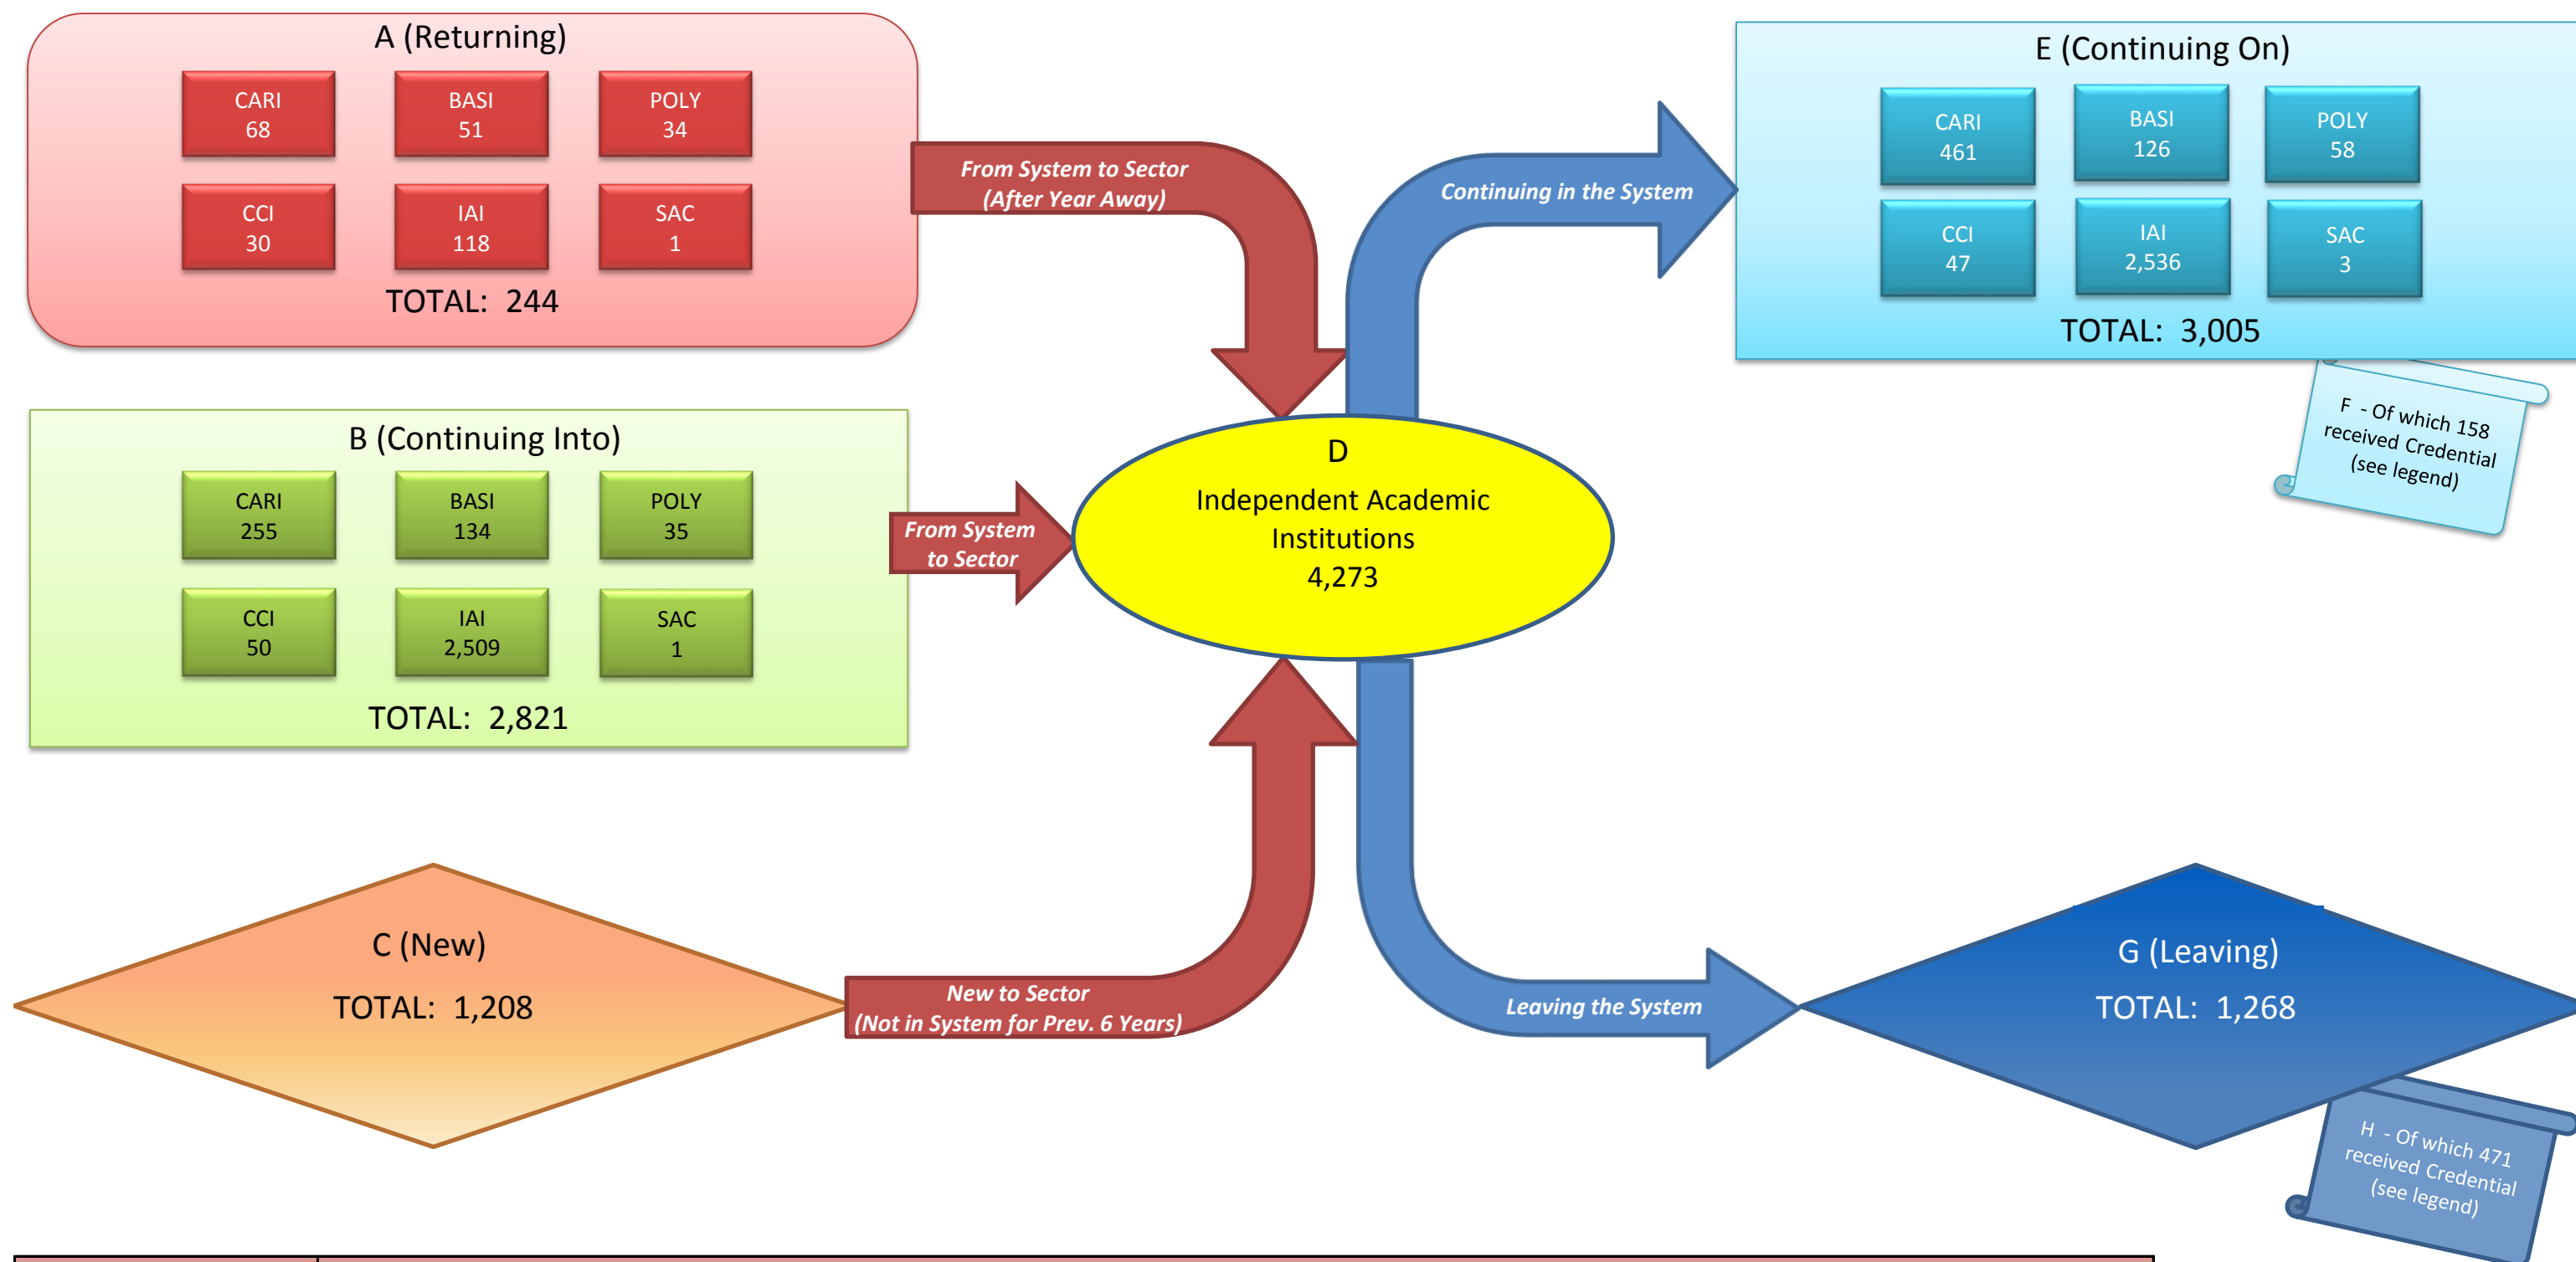 A (Returning)
CARI
68
BASI
51
POLY
34
CCI
30
IAI
118
SAC
1
TOTAL: 244
From System to Sector
(After Year Away)
Continuing in the System
E (Continuing On)
CARI
461
BASI
126
POLY
58
CCI
47
IAI
2,536
SAC
3
TOTAL: 3,005
F - Of which 158
received Credential
(see legend)
B (Continuing Into)
CARI
255
BASI
134
POLY
35
CCI
50
IAI
2,509
SAC
1
TOTAL: 2,821
From System
to Sector
D
Independent Academic
Institutions
4,273
C (New)
TOTAL: 1,208
New to Sector
(Not in System for Prev. 6 Years)
Leaving the System
G (Leaving)
TOTAL: 1,268
H - Of which 471
received Credential
(see legend)